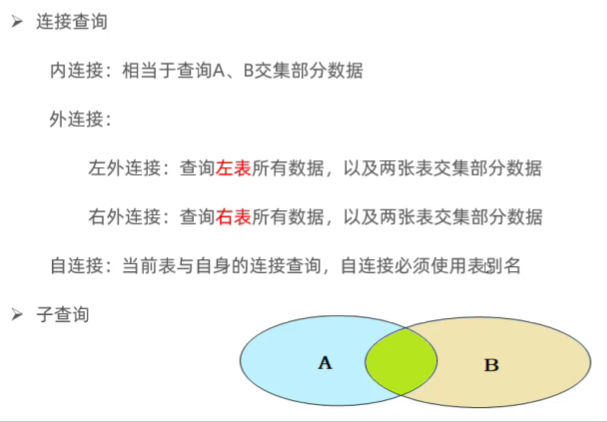 连接查询
内连接：相当于查询A、B交集部分数据
外连接：
左外连接：查询左表所有数据，以及两张表交集部分数据
右外连接：查询右表所有数据，以及两张表交集部分数据
自连接：当前表与自身的连接查询，自连接必须使用表别名
子查询
A
B